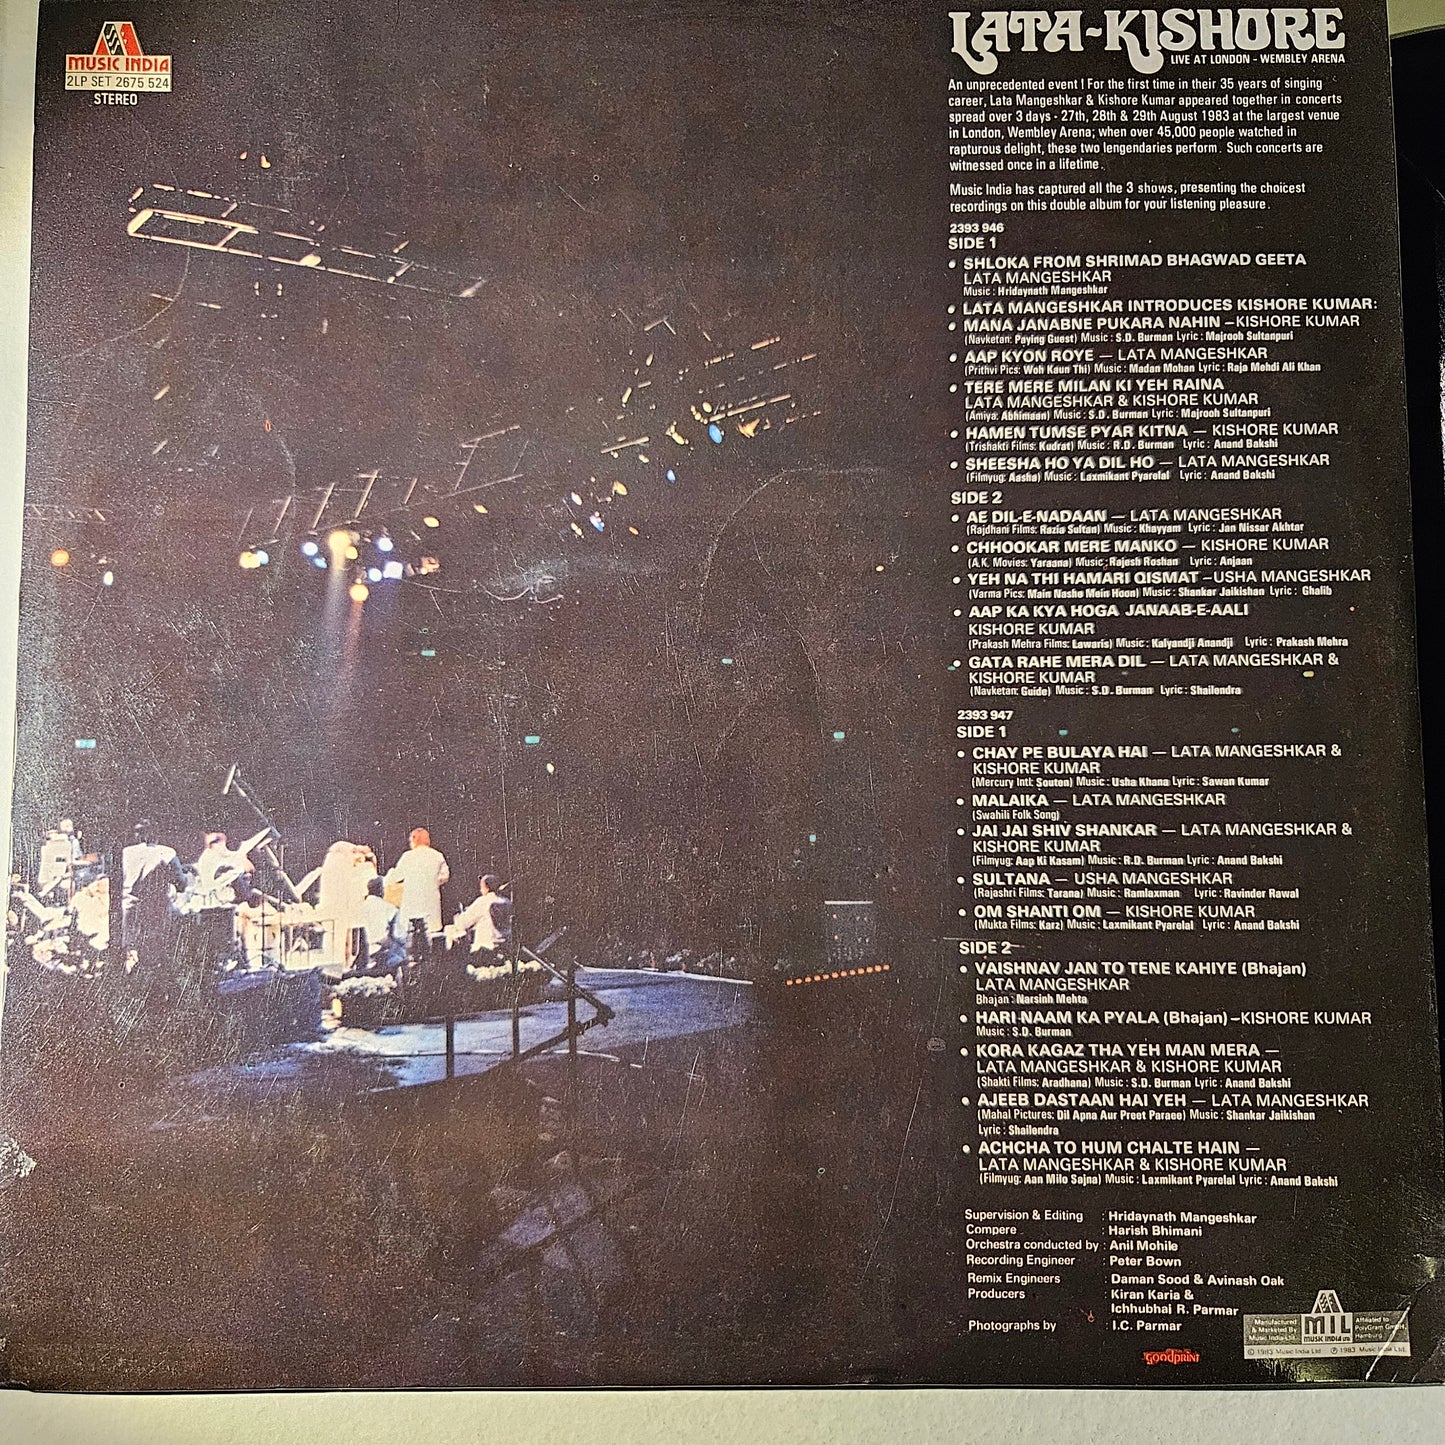 MUSIC INDIA
2LP SET 2675 524
STEREO
LATA-KISHORE
LIVE AT LONDON - WEMBLEY ARENA
An unprecedented event ! For the first time in their 35 years of singing
career, Lata Mangeshkar & Kishore Kumar appeared together in concerts
spread over 3 days - 27th, 28th & 29th August 1983 at the largest venue
in London, Wembley Arena; when over 45,000 people watched in
rapturous delight, these two lengendaries perform. Such concerts are
witnessed once in a lifetime.
Music India has captured all the 3 shows, presenting the choicest
recordings on this double album for your listening pleasure.
2393 946
SIDE 1
• SHLOKA FROM SHRIMAD BHAGWAD GEETA
LATA MANGESHKAR
Music : Hridaynath Mangeshkar
• LATA MANGESHKAR INTRODUCES KISHORE KUMAR:
• MANA JANABNE PUKARA NAHIN – KISHORE KUMAR
(Navketan: Paying Guest) Music : S.D. Burman Lyric : Majrooh Sultanpuri
• AAP KYON ROYE — LATA MANGESHKAR
(Prithvi Pics: Woh Kaun Thi) Music : Madan Mohan Lyric : Raja Mehdi Ali Khan
• TERE MERE MILAN KI YEH RAINA
LATA MANGESHKAR & KISHORE KUMAR
(Amiya: Abhimaan) Music : S.D. Burman Lyric : Majrooh Sultanpuri
• HAMEN TUMSE PYAR KITNA — KISHORE KUMAR
(Trishakti Films: Kudrat) Music : R.D. Burman Lyric : Anand Bakshi
• SHEESHA HO YA DIL HO — LATA MANGESHKAR
(Filmyug: Aasha) Music : Laxmikant Pyarelal Lyric : Anand Bakshi
SIDE 2
• AE DIL-E-NADAAN — LATA MANGESHKAR
(Rajdhani Films: Razia Sultan) Music : Khayyam Lyric : Jan Nissar Akhtar
• CHHOOKAR MERE MANKO — KISHORE KUMAR
(A.K. Movies: Yaraana) Music : Rajesh Roshan Lyric : Anjaan
• YEH NA THI HAMARI QISMAT – USHA MANGESHKAR
(Varma Pics: Main Nashe Mein Hoon) Music : Shankar Jaikishan Lyric : Ghalib
• AAP KA KYA HOGA JANAAB-E-AALI
KISHORE KUMAR
(Prakash Mehra Films: Lawaris) Music : Kalyandji Anandji Lyric : Prakash Mehra
• GATA RAHE MERA DIL — LATA MANGESHKAR &
KISHORE KUMAR
(Navketan: Guide) Music : S.D. Burman Lyric : Shailendra
2393 947
SIDE 1
• CHAY PE BULAYA HAI — LATA MANGESHKAR &
KISHORE KUMAR
(Mercury Intl: Souten) Music : Usha Khana Lyric : Sawan Kumar
• MALAIKA — LATA MANGESHKAR
(Swahili Folk Song)
• JAI JAI SHIV SHANKAR — LATA MANGESHKAR &
KISHORE KUMAR
(Filmyug: Aap Ki Kasam) Music : R.D. Burman Lyric : Anand Bakshi
• SULTANA — USHA MANGESHKAR
(Rajashri Films: Tarana) Music : Ramlaxman Lyric : Ravinder Rawal
• OM SHANTI OM — KISHORE KUMAR
(Mukta Films: Karz) Music : Laxmikant Pyarelal Lyric : Anand Bakshi
SIDE 2
• VAISHNAV JAN TO TENE KAHIYE (Bhajan)
LATA MANGESHKAR
Bhajan : Narsinh Mehta
• HARI NAAM KA PYALA (Bhajan) – KISHORE KUMAR
Music : S.D. Burman
• KORA KAGAZ THA YEH MAN MERA —
LATA MANGESHKAR & KISHORE KUMAR
(Shakti Films: Aradhana) Music : S.D. Burman Lyric : Anand Bakshi
• AJEEB DASTAAN HAI YEH — LATA MANGESHKAR
(Mahal Pictures: Dil Apna Aur Preet Paraee) Music : Shankar Jaikishan
Lyric : Shailendra
• ACHCHA TO HUM CHALTE HAIN —
LATA MANGESHKAR & KISHORE KUMAR
(Filmyug: Aan Milo Sajna) Music : Laxmikant Pyarelal Lyric : Anand Bakshi
Supervision & Editing : Hridaynath Mangeshkar
Compere : Harish Bhimani
Orchestra conducted by : Anil Mohile
Recording Engineer : Peter Bown
Remix Engineers : Daman Sood & Avinash Oak
Producers : Kiran Karia &
Ichhubhai R. Parmar
Photographs by : I.C. Parmar
GOODPRINT
Manufactured
& Marketed By
Music India Ltd.
MIL
MUSIC INDIA LTD.
Affiliated to
PolyGram GmbH,
Hamburg
© 1983 Music India Ltd. ℗ 1983 Music India Ltd.